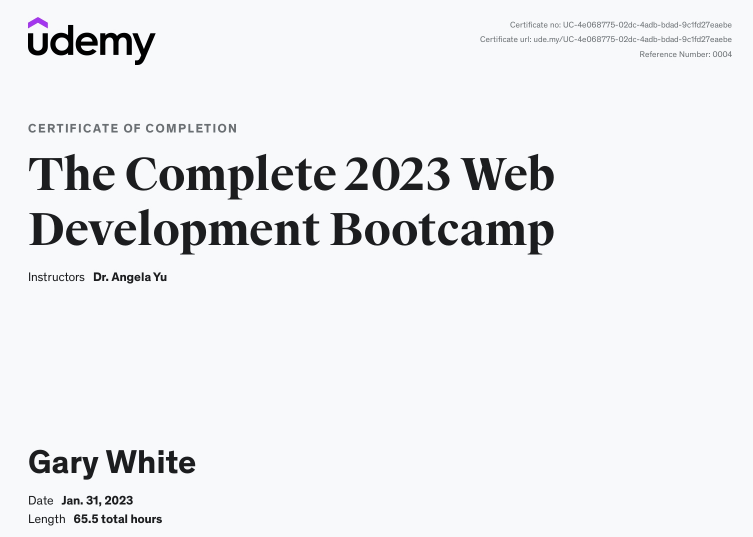 udemy
Certificate no: UC-4e068775-02dc-4adb-bdad-9c1fd27eaebe
Certificate url: ude.my/UC-4e068775-02dc-4adb-bdad-9c1fd27eaebe
Reference Number: 0004
CERTIFICATE OF COMPLETION
The Complete 2023 Web
Development Bootcamp
Instructors Dr. Angela Yu
Gary White
Date Jan. 31, 2023
Length 65.5 total hours